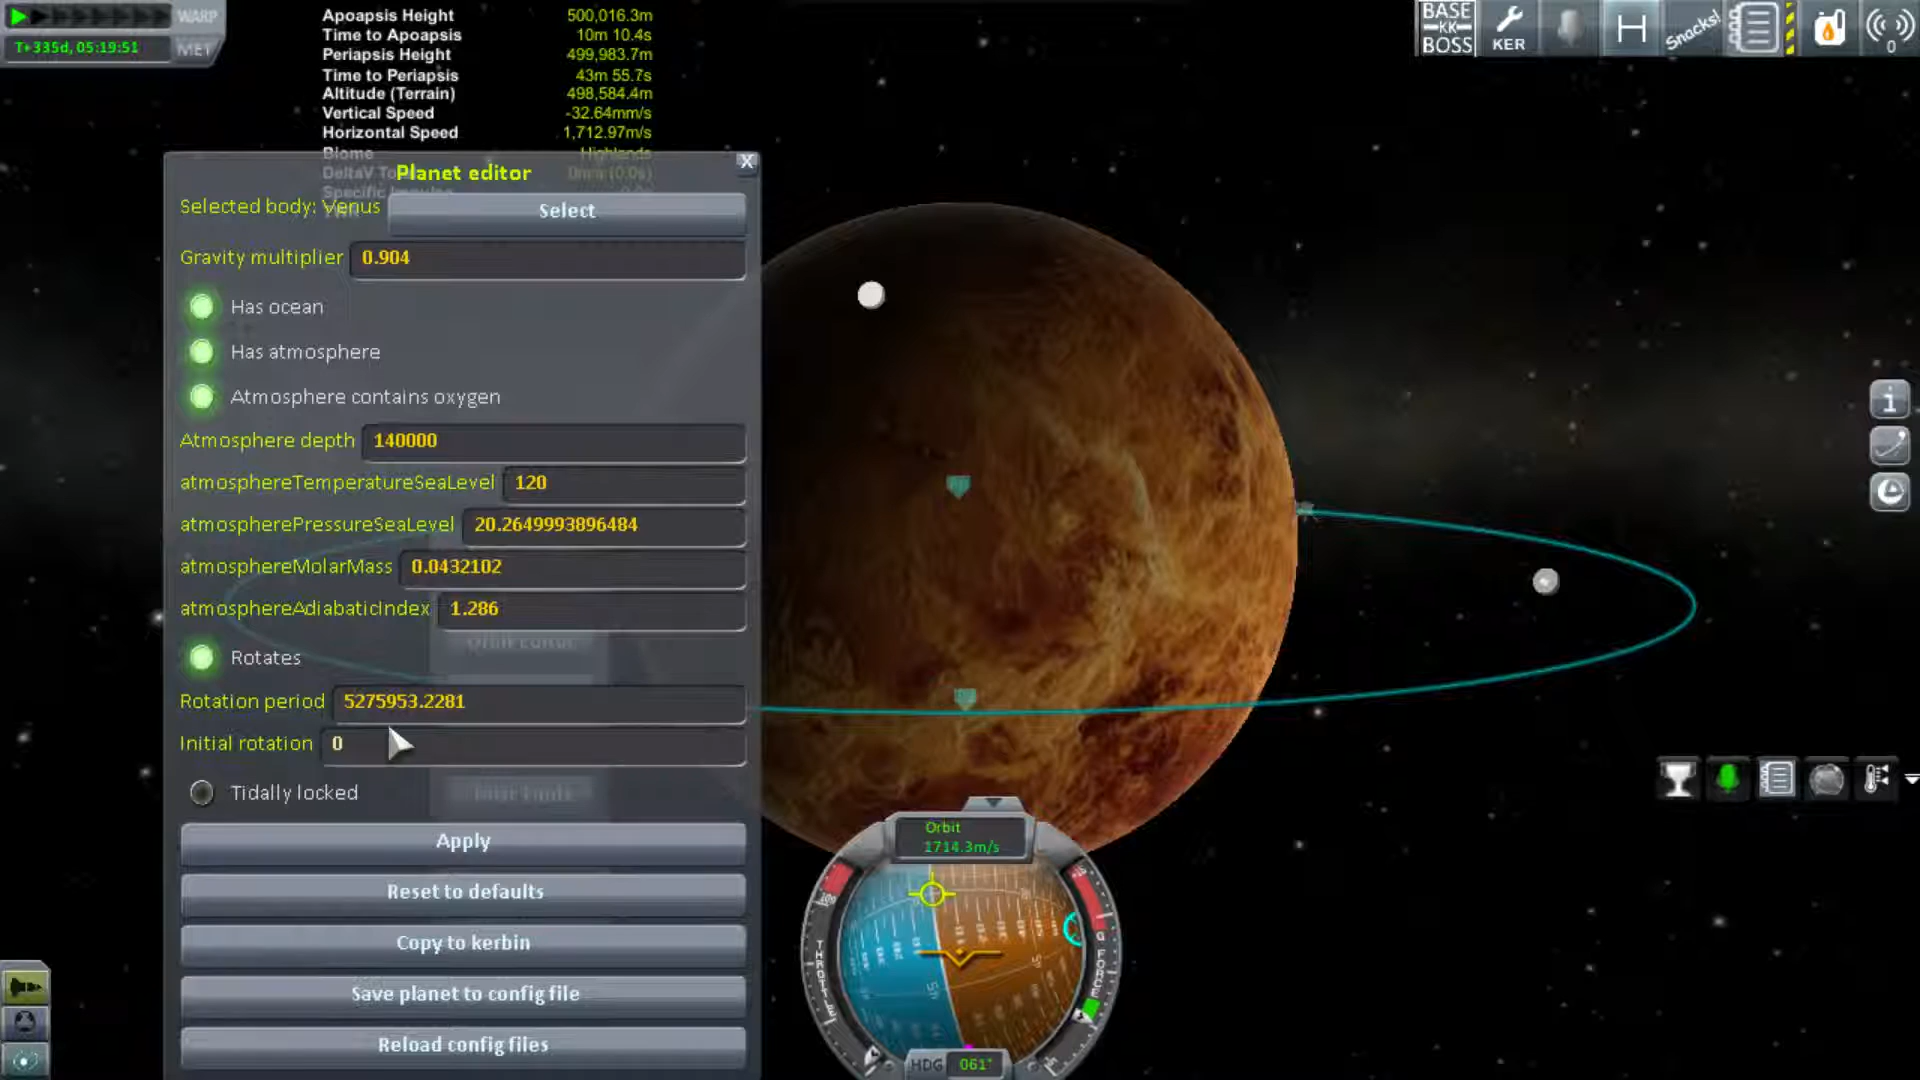 WARP
T+335d, 05:19:51
MET
Apoapsis Height 500,016.3m
Time to Apoapsis 10m 10.4s
Periapsis Height 499,983.7m
Time to Periapsis 43m 55.7s
Altitude (Terrain) 498,584.4m
Vertical Speed -32.64mm/s
Horizontal Speed 1,712.97m/s
Biome Highlands
BASE
KK
BOSS
KER
H
Snacks!
0
Planet editor
X
Selected body: Venus
Select
Gravity multiplier 0.904
Has ocean
Has atmosphere
Atmosphere contains oxygen
Atmosphere depth 140000
atmosphereTemperatureSeaLevel 120
atmospherePressureSeaLevel 20.2649993896484
atmosphereMolarMass 0.0432102
atmosphereAdiabaticIndex 1.286
Orbit Editor
Rotates
Rotation period 5275953.2281
Initial rotation 0
Tidally locked
Apply
Reset to defaults
Copy to kerbin
Save planet to config file
Reload config files
Orbit
1714.3m/s
THROTTLE
G FORCE
HDG 061°